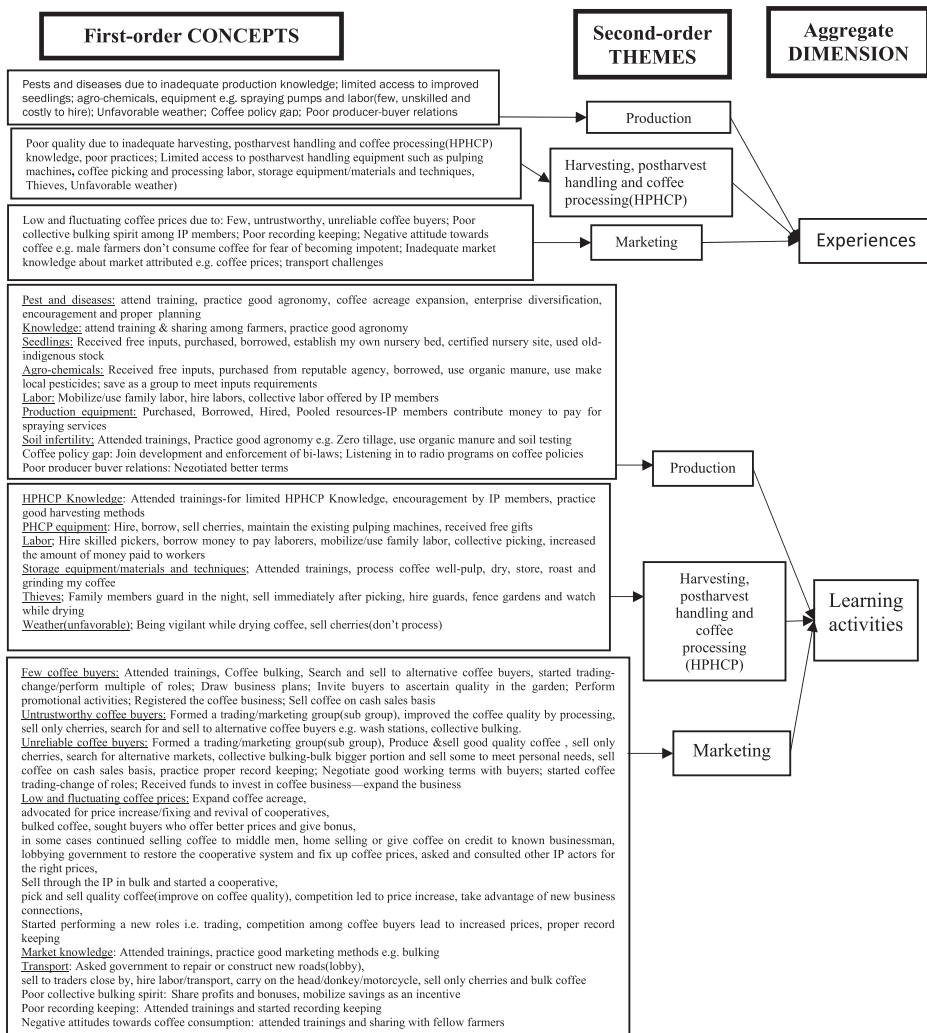 First-order CONCEPTS
Second-order
THEMES
Aggregate
DIMENSION
Pests and diseases due to inadequate production knowledge; limited access to improved
seedlings; agro-chemicals, equipment e.g. spraying pumps and labor(few, unskilled and
costly to hire); Unfavorable weather; Coffee policy gap; Poor producer-buyer relations
Production
Poor quality due to inadequate harvesting, postharvest handling and coffee processing(HPHCP)
knowledge, poor practices; Limited access to postharvest handling equipment such as pulping
machines, coffee picking and processing labor, storage equipment/materials and techniques,
Thieves, Unfavorable weather)
Harvesting, postharvest
handling and coffee
processing(HPHCP)
Low and fluctuating coffee prices due to: Few, untrustworthy, unreliable coffee buyers; Poor
collective bulking spirit among IP members; Poor recording keeping; Negative attitude towards
coffee e.g. male farmers don't consume coffee for fear of becoming impotent; Inadequate market
knowledge about market attributed e.g. coffee prices; transport challenges
Marketing
Experiences
Pest and diseases: attend training, practice good agronomy, coffee acreage expansion, enterprise diversification,
encouragement and proper planning
Knowledge: attend training & sharing among farmers, practice good agronomy
Seedlings: Received free inputs, purchased, borrowed, establish my own nursery bed, certified nursery site, used old-
indigenous stock
Agro-chemicals: Received free inputs, purchased from reputable agency, borrowed, use organic manure, use make
local pesticides; save as a group to meet inputs requirements
Labor: Mobilize/use family labor, hire labors, collective labor offered by IP members
Production equipment: Purchased, Borrowed, Hired, Pooled resources-IP members contribute money to pay for
spraying services
Soil infertility; Attended trainings, Practice good agronomy e.g. Zero tillage, use organic manure and soil testing
Coffee policy gap: Join development and enforcement of bi-laws; Listening in to radio programs on coffee policies
Poor producer buyer relations: Negotiated better terms
Production
HPHCP Knowledge: Attended trainings-for limited HPHCP Knowledge, encouragement by IP members, practice
good harvesting methods
PHCP equipment: Hire, borrow, sell cherries, maintain the existing pulping machines, received free gifts
Labor; Hire skilled pickers, borrow money to pay laborers, mobilize/use family labor, collective picking, increased
the amount of money paid to workers
Storage equipment/materials and techniques; Attended trainings, process coffee well-pulp, dry, store, roast and
grinding my coffee
Thieves; Family members guard in the night, sell immediately after picking, hire guards, fence gardens and watch
while drying
Weather(unfavorable); Being vigilant while drying coffee, sell cherries(don't process)
Harvesting,
postharvest
handling and
coffee
processing
(HPHCP)
Learning
activities
Few coffee buyers: Attended trainings, Coffee bulking, Search and sell to alternative coffee buyers, started trading-
change/perform multiple of roles; Draw business plans; Invite buyers to ascertain quality in the garden; Perform
promotional activities; Registered the coffee business; Sell coffee on cash sales basis
Untrustworthy coffee buyers: Formed a trading/marketing group(sub group), improved the coffee quality by processing,
sell only cherries, search for and sell to alternative coffee buyers e.g. wash stations, collective bulking.
Unreliable coffee buyers: Formed a trading/marketing group(sub group), Produce &sell good quality coffee , sell only
cherries, search for alternative markets, collective bulking-bulk bigger portion and sell some to meet personal needs, sell
coffee on cash sales basis, practice proper record keeping; Negotiate good working terms with buyers; started coffee
trading-change of roles; Received funds to invest in coffee business—expand the business
Low and fluctuating coffee prices: Expand coffee acreage,
advocated for price increase/fixing and revival of cooperatives,
bulked coffee, sought buyers who offer better prices and give bonus,
in some cases continued selling coffee to middle men, home selling or give coffee on credit to known businessman,
lobbying government to restore the cooperative system and fix up coffee prices, asked and consulted other IP actors for
the right prices,
Sell through the IP in bulk and started a cooperative,
pick and sell quality coffee(improve on coffee quality), competition led to price increase, take advantage of new business
connections,
Started performing a new roles i.e. trading, competition among coffee buyers lead to increased prices, proper record
keeping
Market knowledge: Attended trainings, practice good marketing methods e.g. bulking
Transport: Asked government to repair or construct new roads(lobby),
sell to traders close by, hire labor/transport, carry on the head/donkey/motorcycle, sell only cherries and bulk coffee
Poor collective bulking spirit: Share profits and bonuses, mobilize savings as an incentive
Poor recording keeping: Attended trainings and started recording keeping
Negative attitudes towards coffee consumption: attended trainings and sharing with fellow farmers
Marketing